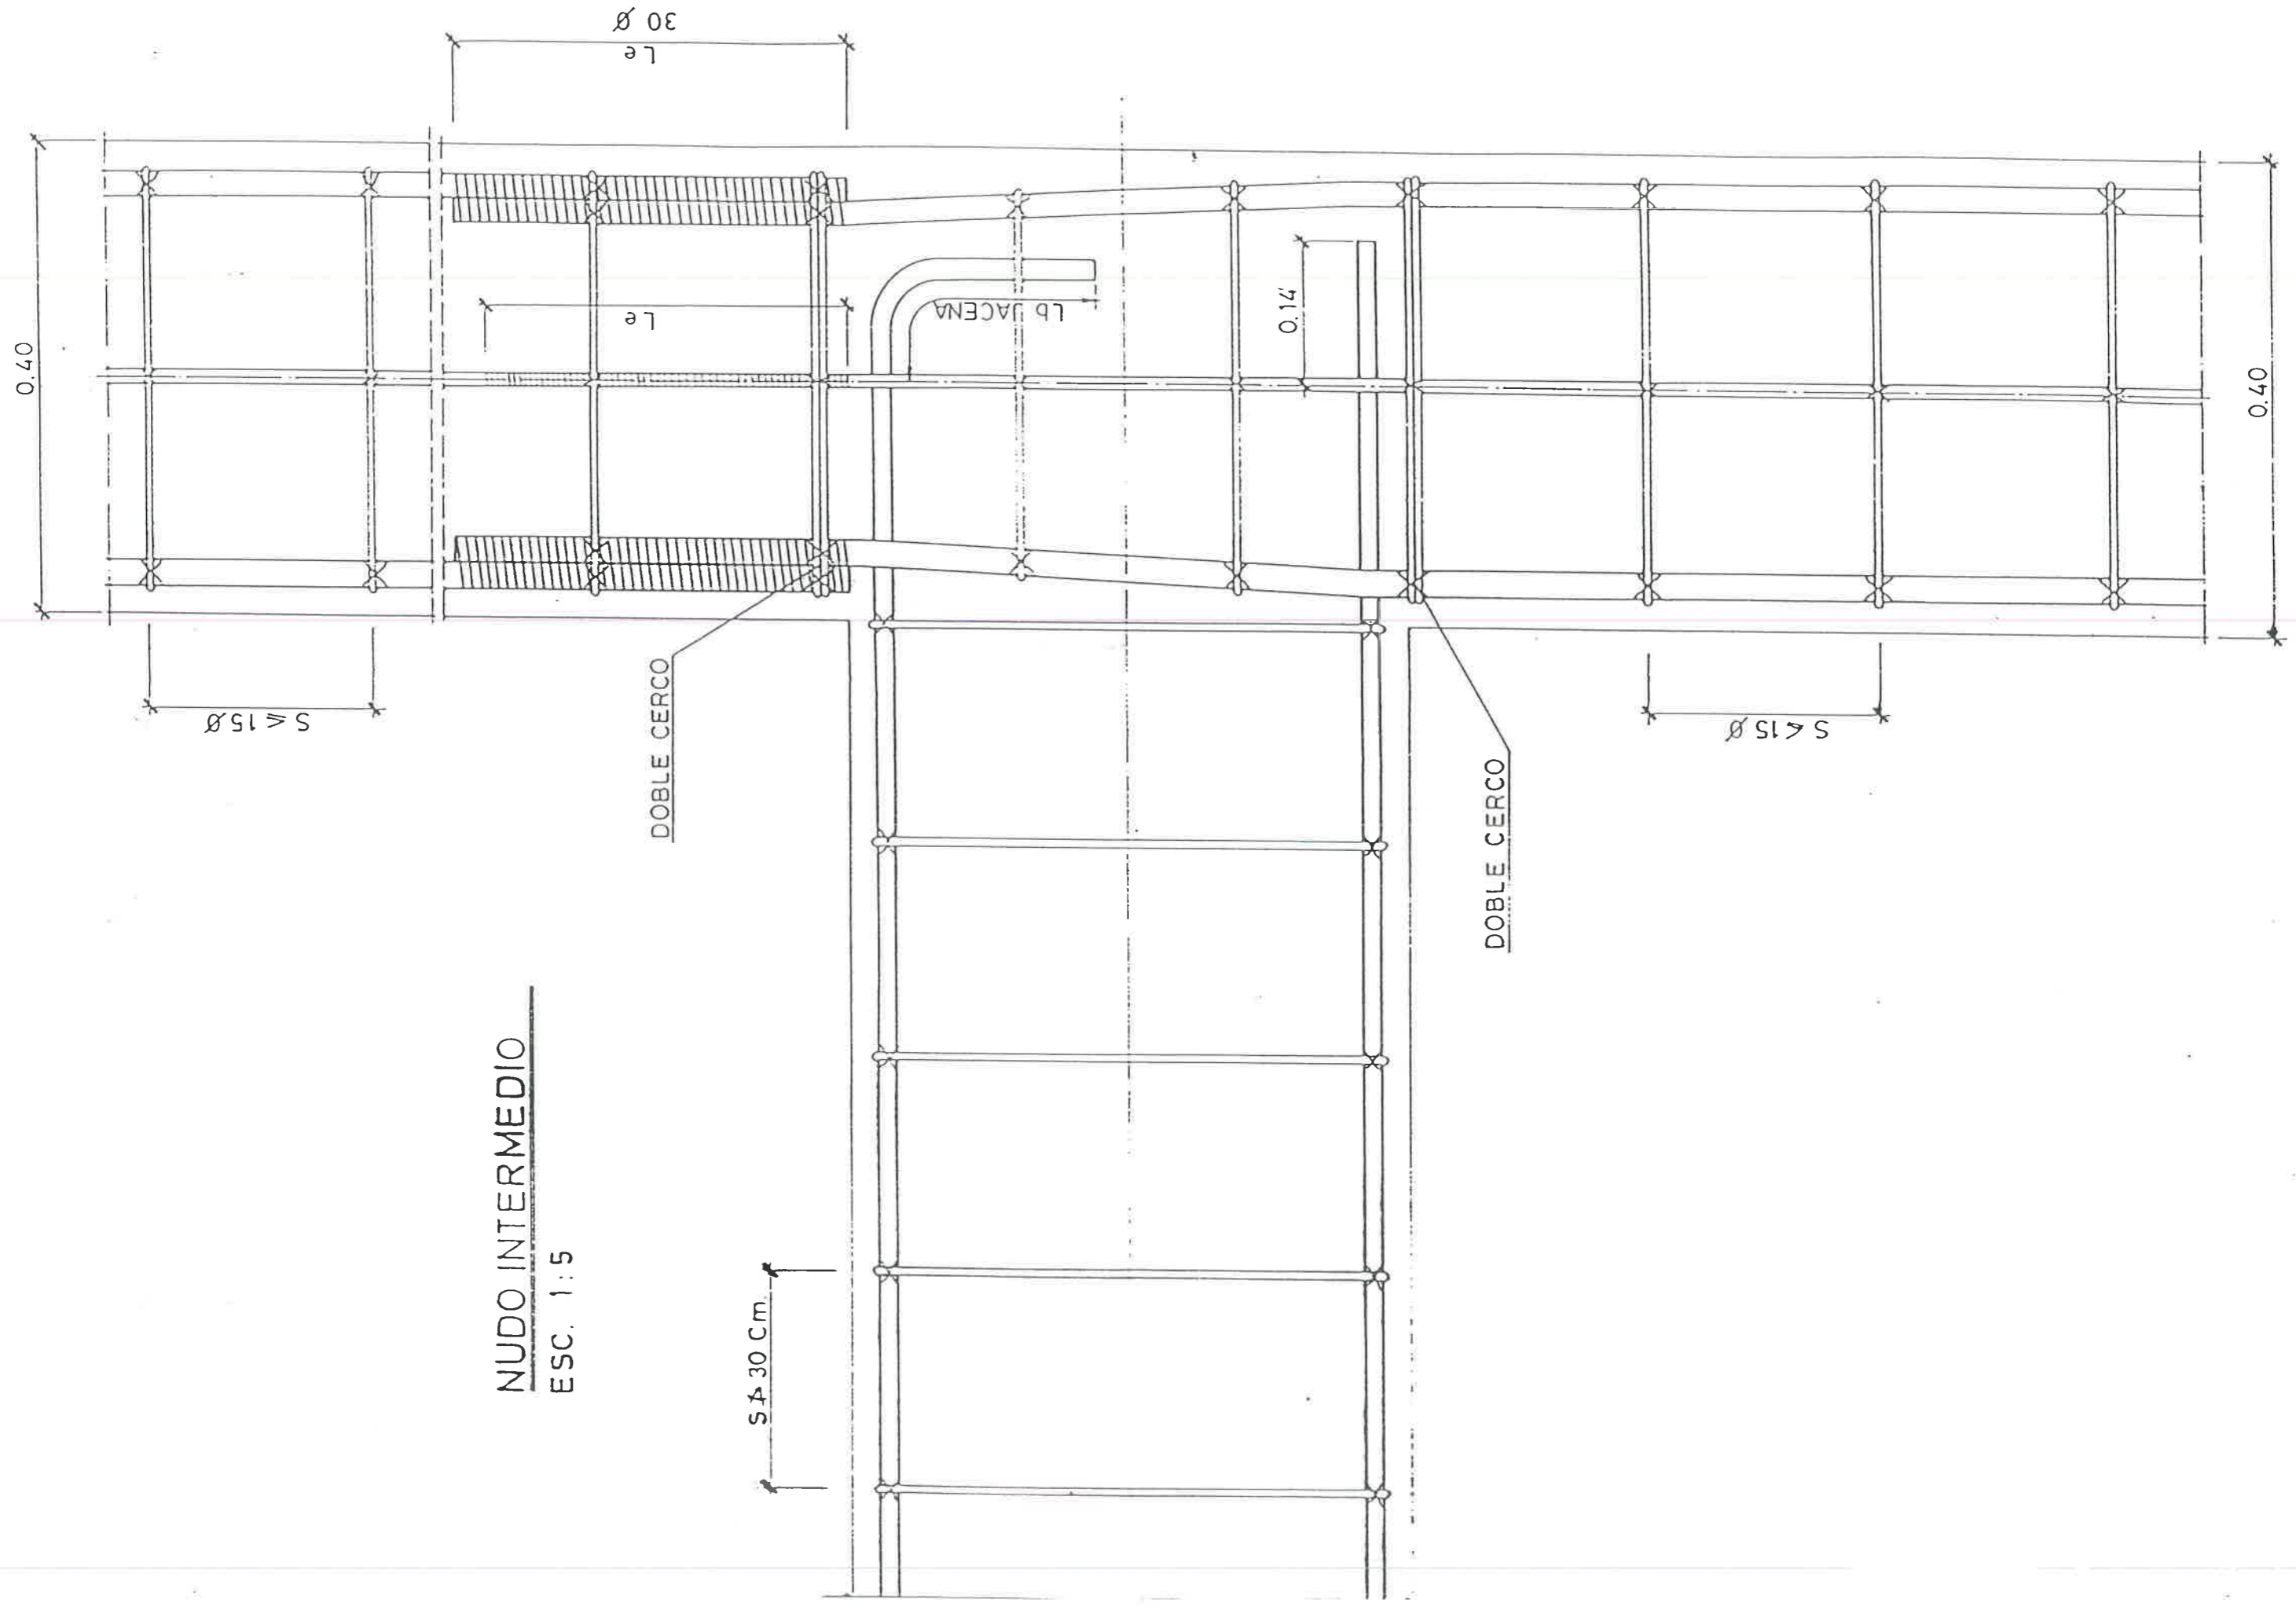 30 Ø
Le
0.40
Le
Lb JACENA
0.14
0.40
S ≤ 15 Ø
DOBLE CERCO
S ≤ 15 Ø
DOBLE CERCO
NUDO INTERMEDIO
ESC. 1:5
S ≯ 30 Cm.